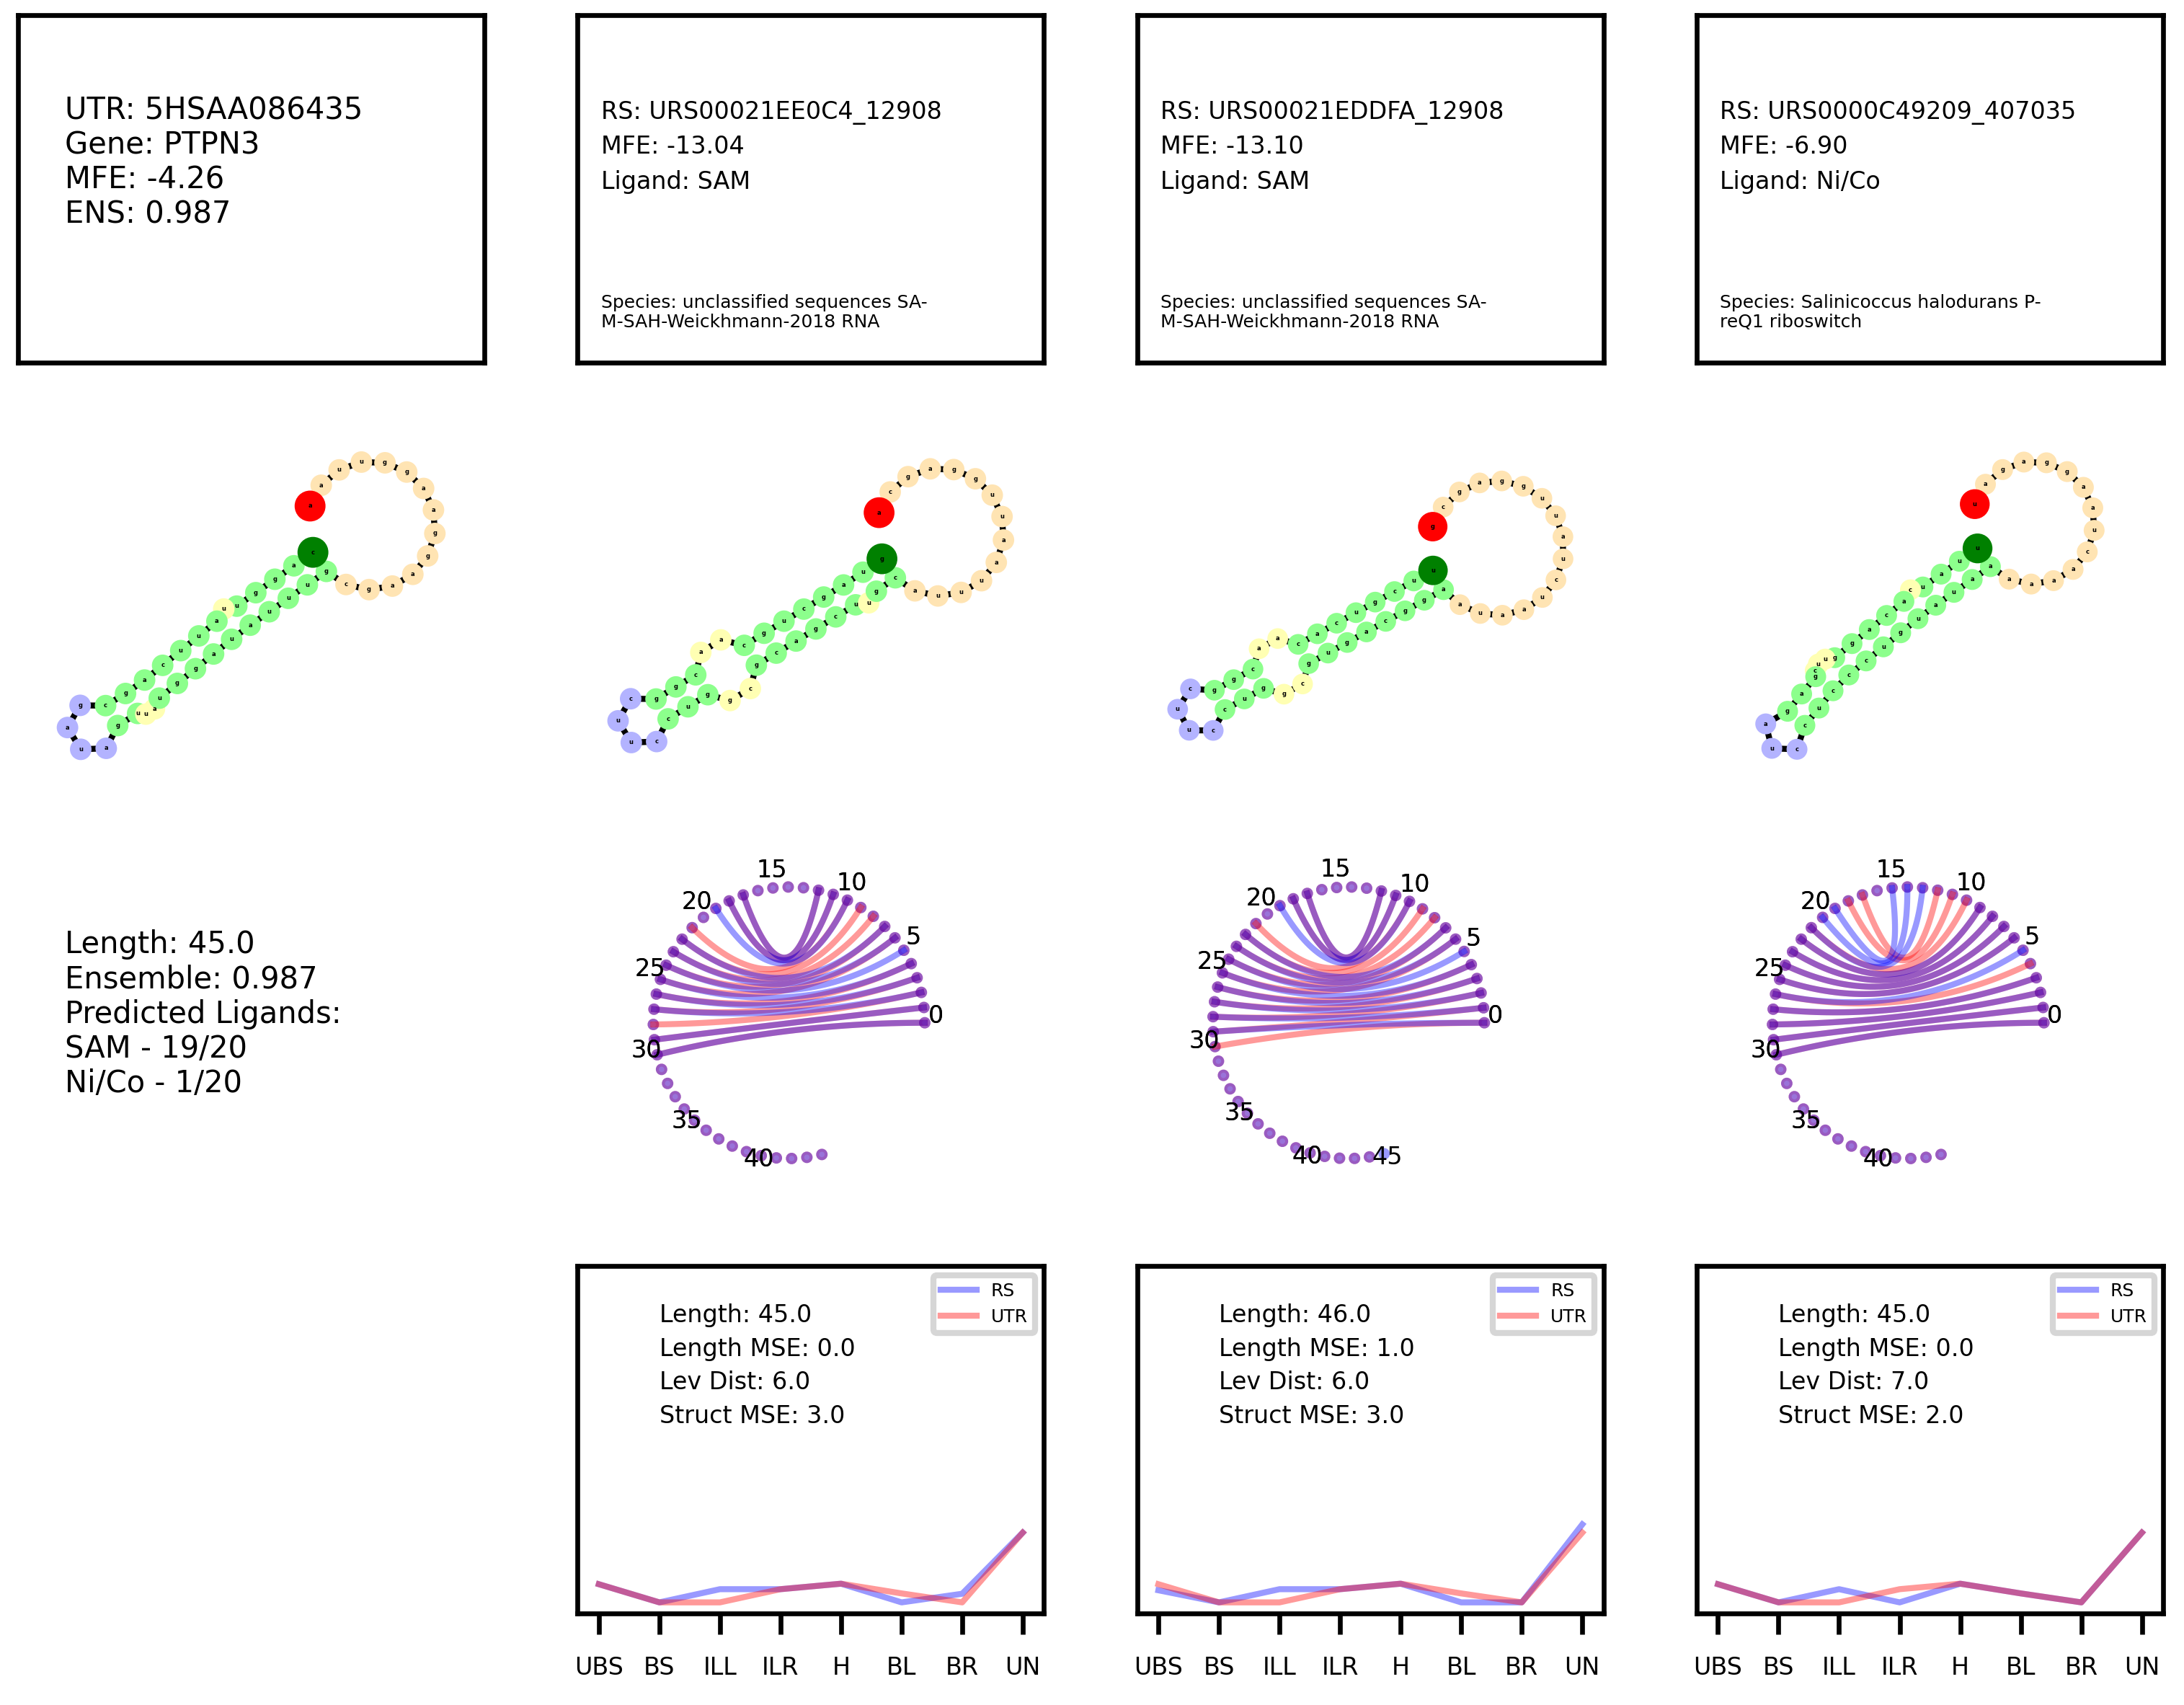 UTR: 5HSAA086435
Gene: PTPN3
MFE: -4.26
ENS: 0.987
RS: URS00021EE0C4_12908
MFE: -13.04
Ligand: SAM
Species: unclassified sequences SA-
M-SAH-Weickhmann-2018 RNA
RS: URS00021EDDFA_12908
MFE: -13.10
Ligand: SAM
Species: unclassified sequences SA-
M-SAH-Weickhmann-2018 RNA
RS: URS0000C49209_407035
MFE: -6.90
Ligand: Ni/Co
Species: Salinicoccus halodurans P-
reQ1 riboswitch
Length: 45.0
Ensemble: 0.987
Predicted Ligands:
SAM - 19/20
Ni/Co - 1/20
0
5
10
15
20
25
30
35
40
0
5
10
15
20
25
30
35
40
45
0
5
10
15
20
25
30
35
40
RS
UTR
Length: 45.0
Length MSE: 0.0
Lev Dist: 6.0
Struct MSE: 3.0
UBS BS ILL ILR H BL BR UN
RS
UTR
Length: 46.0
Length MSE: 1.0
Lev Dist: 6.0
Struct MSE: 3.0
UBS BS ILL ILR H BL BR UN
RS
UTR
Length: 45.0
Length MSE: 0.0
Lev Dist: 7.0
Struct MSE: 2.0
UBS BS ILL ILR H BL BR UN